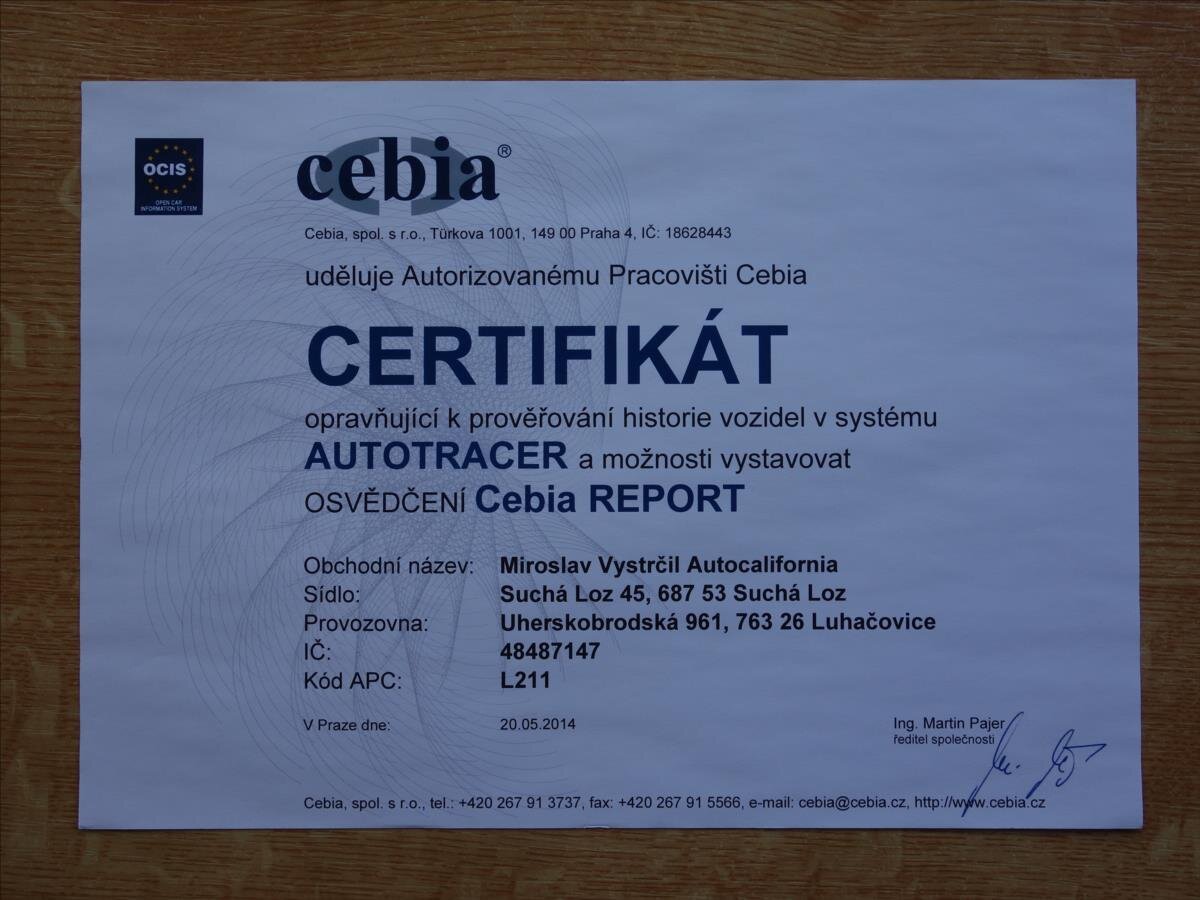 OCIS
OPEN CAR
INFORMATION SYSTEM
cebia®
Cebia, spol. s r.o., Türkova 1001, 149 00 Praha 4, IČ: 18628443
uděluje Autorizovanému Pracovišti Cebia
CERTIFIKÁT
opravňující k prověřování historie vozidel v systému
AUTOTRACER a možnosti vystavovat
OSVĚDČENÍ Cebia REPORT
Obchodní název: Miroslav Vystrčil Autocalifornia
Sídlo: Suchá Loz 45, 687 53 Suchá Loz
Provozovna: Uherskobrodská 961, 763 26 Luhačovice
IČ: 48487147
Kód APC: L211
V Praze dne: 20.05.2014
Ing. Martin Pajer
ředitel společnosti
Cebia, spol. s r.o., tel.: +420 267 91 3737, fax: +420 267 91 5566, e-mail: cebia@cebia.cz, http://www.cebia.cz